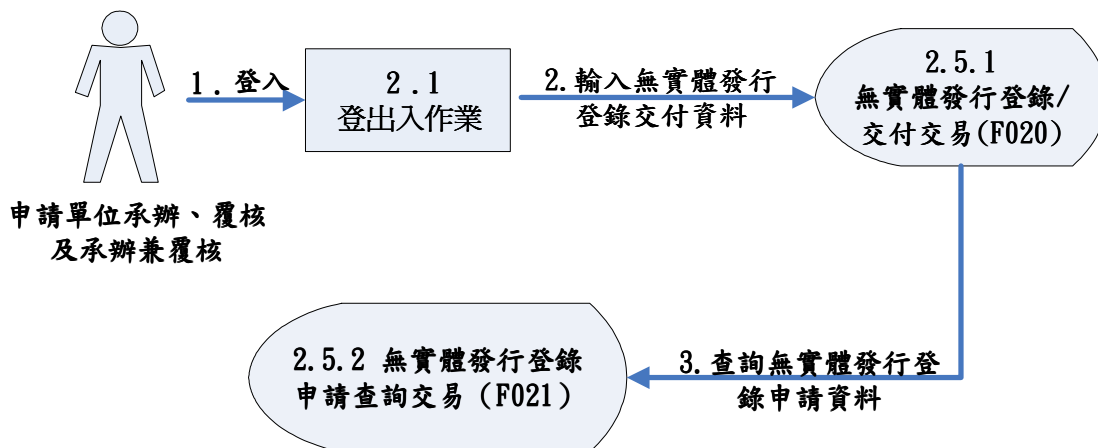 1. 登入
2.1
登出入作業
2.輸入無實體發行
登錄交付資料
2.5.1
無實體發行登錄/
交付交易(F020)
申請單位承辦、覆核
及承辦兼覆核
3.查詢無實體發行登
錄申請資料
2.5.2 無實體發行登錄
申請查詢交易（F021）